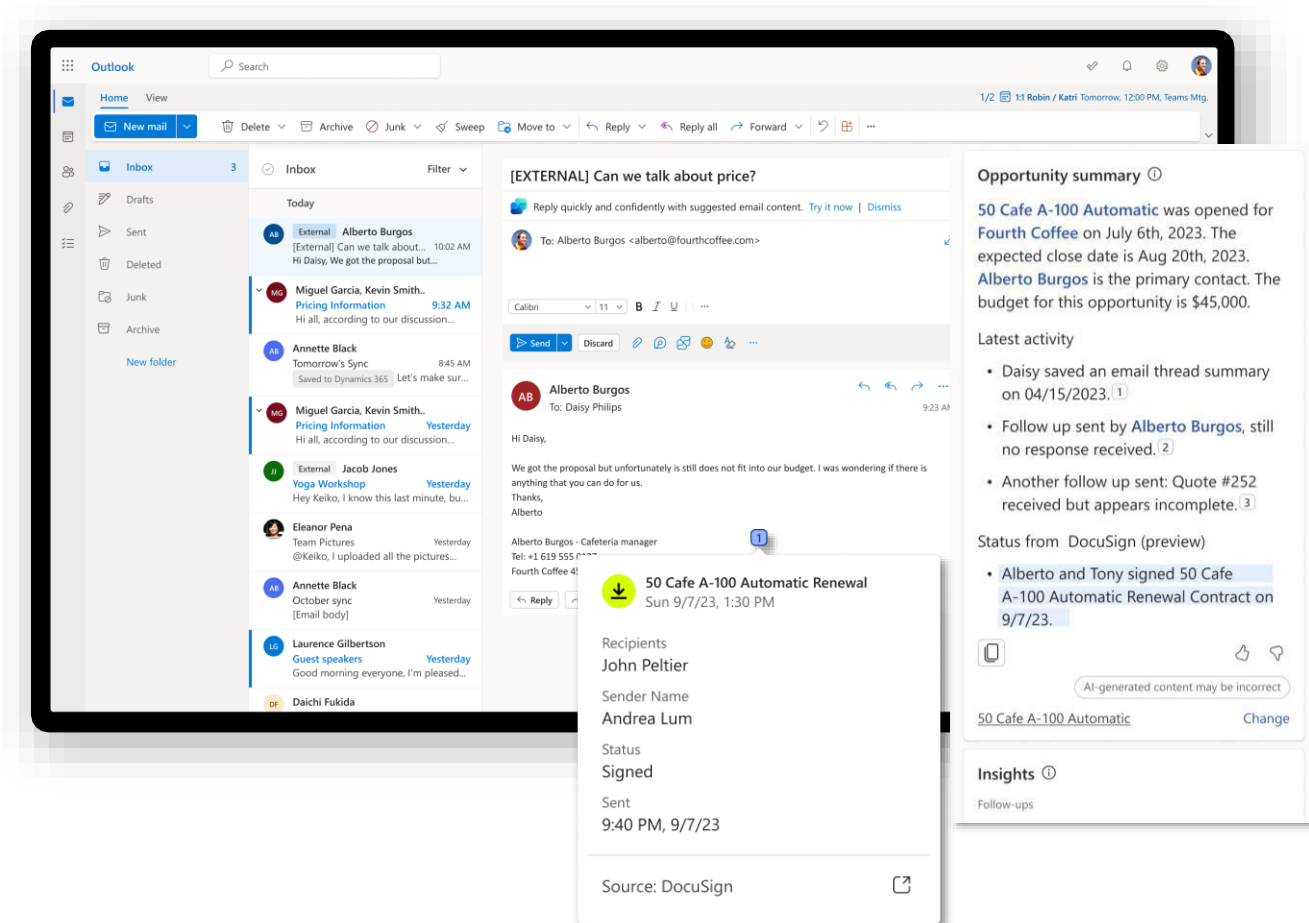 Outlook
Search
Home View
1/2 1:1 Robin / Katri Tomorrow, 12:00 PM, Teams Mtg.
New mail Delete Archive Junk Sweep Move to Reply Reply all Forward ...
Inbox 3
Drafts
Sent
Deleted
Junk
Archive
New folder
Inbox Filter
Today
AB External Alberto Burgos
[External] Can we talk about... 10:02 AM
Hi Daisy, We got the proposal but...
MG Miguel Garcia, Kevin Smith..
Pricing Information 9:32 AM
Hi all, according to our discussion...
AB Annette Black
Tomorrow's Sync 8:45 AM
Saved to Dynamics 365 Let's make sur...
MG Miguel Garcia, Kevin Smith..
Pricing Information Yesterday
Hi all, according to our discussion...
JJ External Jacob Jones
Yoga Workshop Yesterday
Hey Keiko, I know this last minute, bu...
Eleanor Pena
Team Pictures Yesterday
@Keiko, I uploaded all the pictures...
AB Annette Black
October sync Yesterday
[Email body]
LG Laurence Gilbertson
Guest speakers Yesterday
Good morning everyone, I'm pleased...
DF Daichi Fukida
[EXTERNAL] Can we talk about price?
Reply quickly and confidently with suggested email content. Try it now | Dismiss
To: Alberto Burgos <alberto@fourthcoffee.com>
Calibri 11 B I U ...
Send Discard ...
AB Alberto Burgos
To: Daisy Philips 9:23 AM
Hi Daisy,
We got the proposal but unfortunately is still does not fit into our budget. I was wondering if there is
anything that you can do for us.
Thanks,
Alberto
Alberto Burgos - Cafeteria manager
Tel: +1 619 555
Fourth Coffee
Reply
1
50 Cafe A-100 Automatic Renewal
Sun 9/7/23, 1:30 PM
Recipients
John Peltier
Sender Name
Andrea Lum
Status
Signed
Sent
9:40 PM, 9/7/23
Source: DocuSign
Opportunity summary
50 Cafe A-100 Automatic was opened for
Fourth Coffee on July 6th, 2023. The
expected close date is Aug 20th, 2023.
Alberto Burgos is the primary contact. The
budget for this opportunity is $45,000.
Latest activity
• Daisy saved an email thread summary
on 04/15/2023. 1
• Follow up sent by Alberto Burgos, still
no response received. 2
• Another follow up sent: Quote #252
received but appears incomplete. 3
Status from DocuSign (preview)
• Alberto and Tony signed 50 Cafe
A-100 Automatic Renewal Contract on
9/7/23.
AI-generated content may be incorrect
50 Cafe A-100 Automatic Change
Insights
Follow-ups